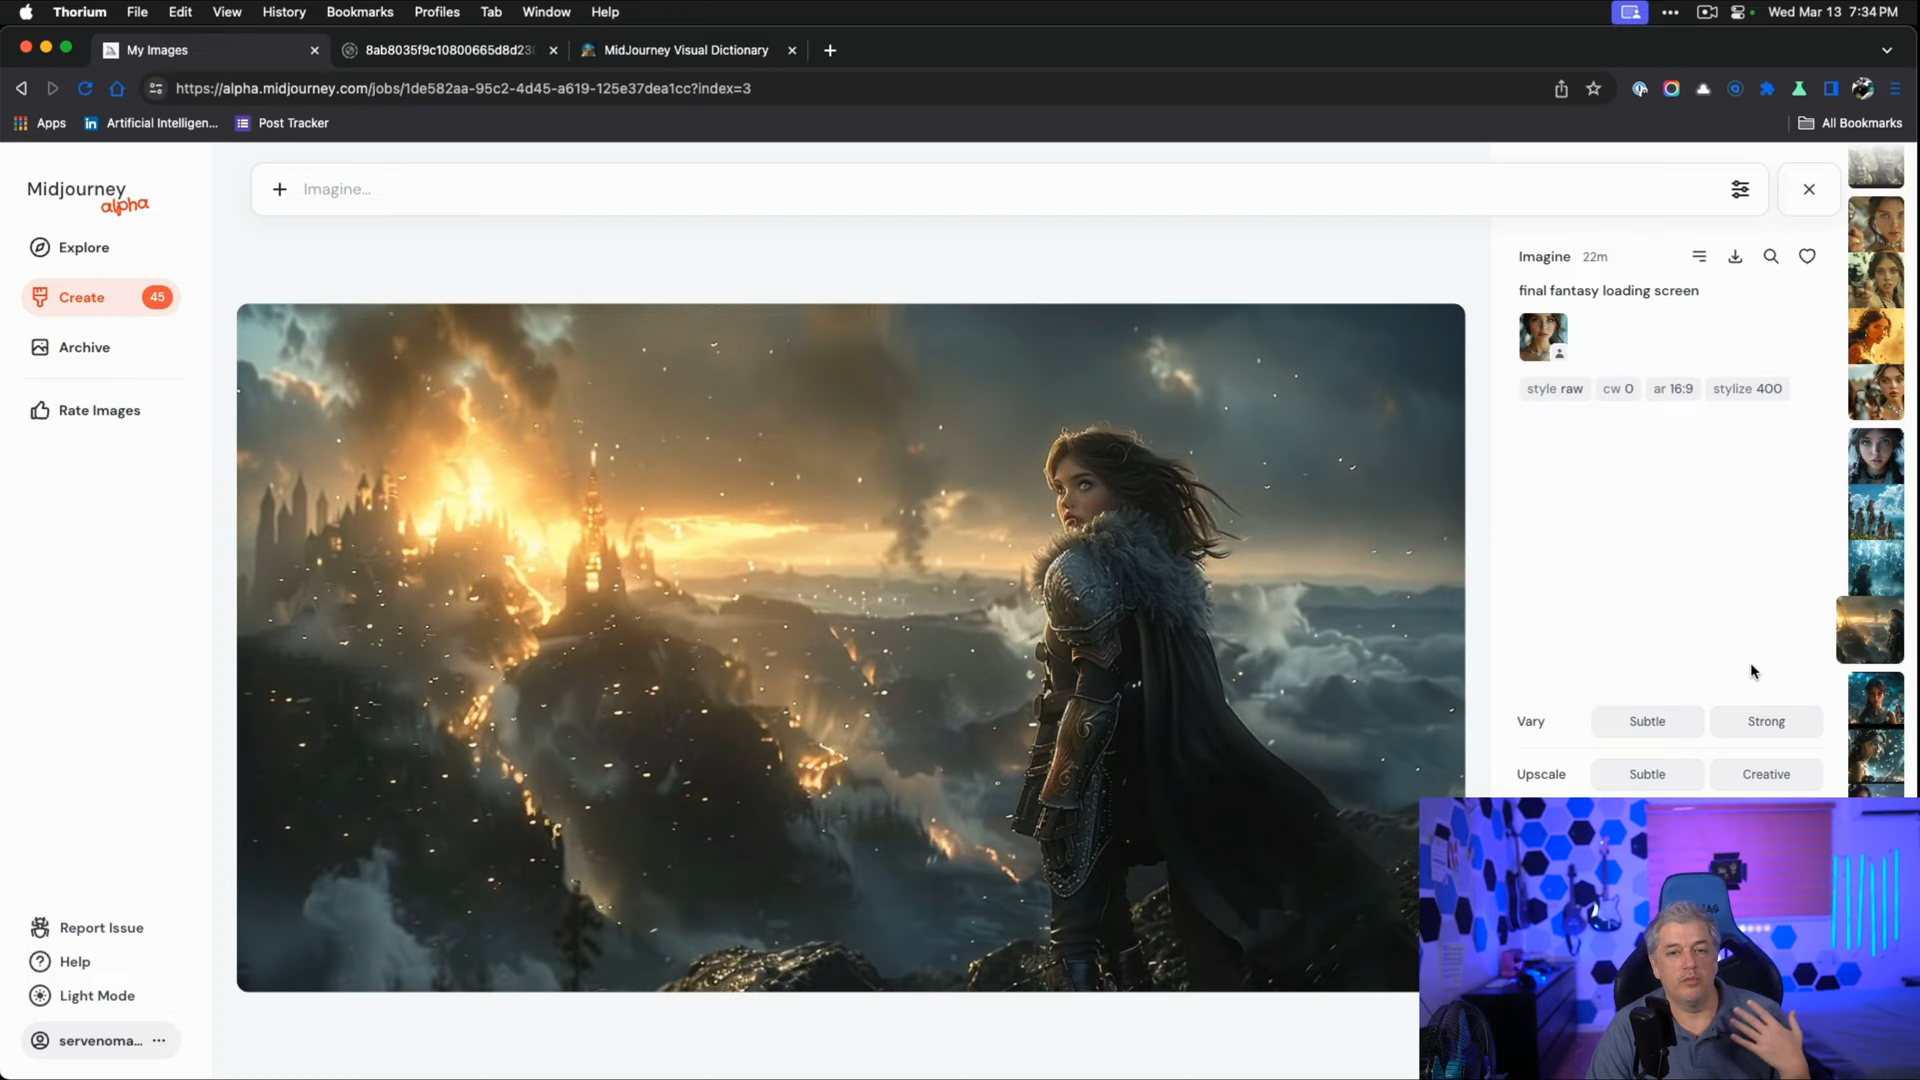 Thorium File Edit View History Bookmarks Profiles Tab Window Help Wed Mar 13 7:34 PM
My Images 8ab8035f9c10800665d8d23 MidJourney Visual Dictionary
https://alpha.midjourney.com/jobs/1de582aa-95c2-4d45-a619-125e37dea1cc?index=3
Apps Artificial Intelligen... Post Tracker All Bookmarks
Midjourney
alpha
Imagine...
Explore
Create 45
Archive
Rate Images
Imagine 22m
final fantasy loading screen
style raw cw 0 ar 16:9 stylize 400
Vary Subtle Strong
Upscale Subtle Creative
Report Issue
Help
Light Mode
servenoma... ...